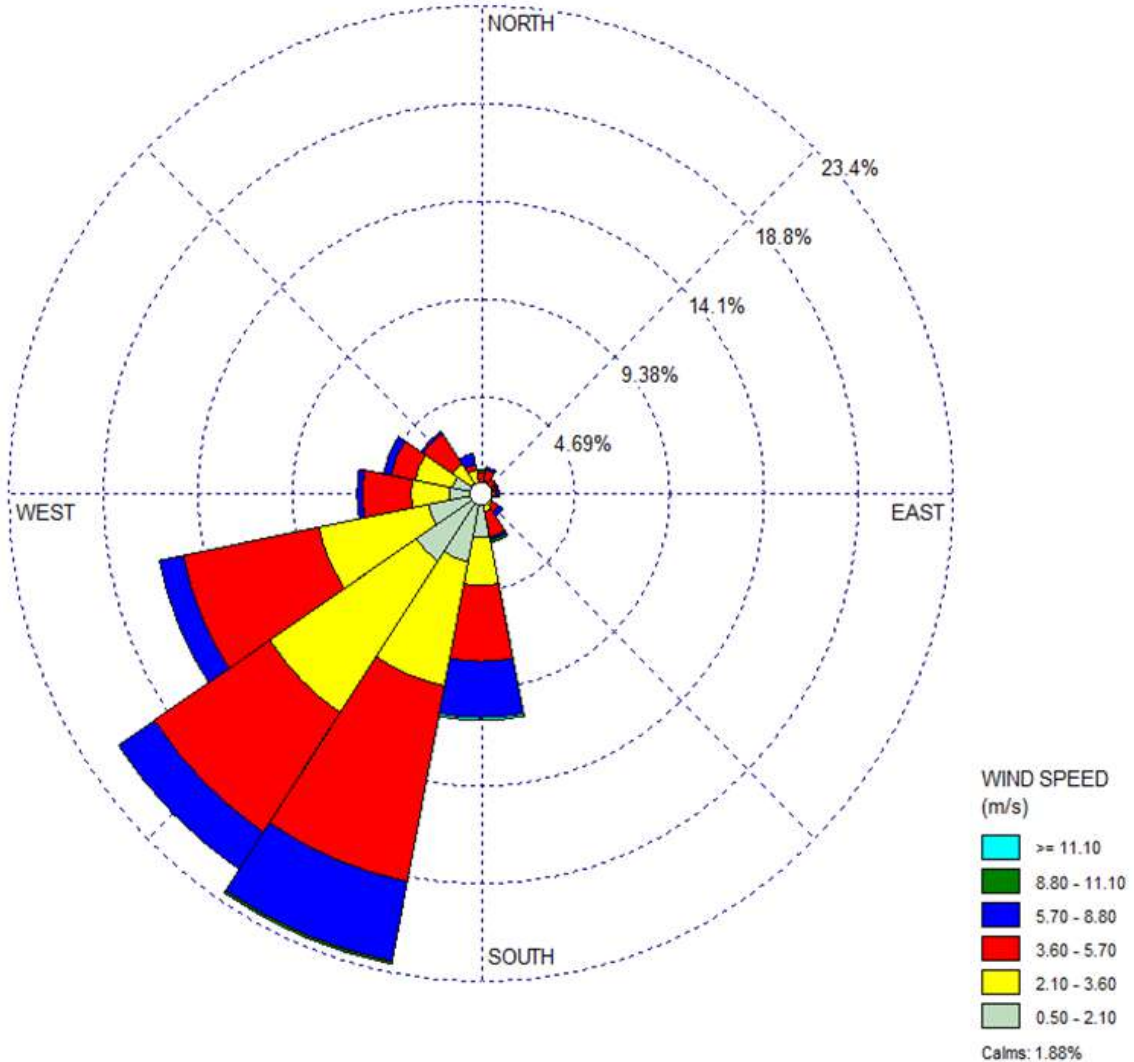 NORTH
23.4%
18.8%
14.1%
9.38%
4.69%
WEST
EAST
SOUTH
WIND SPEED
(m/s)
>= 11.10
8.80 - 11.10
5.70 - 8.80
3.60 - 5.70
2.10 - 3.60
0.50 - 2.10
Calms: 1.88%